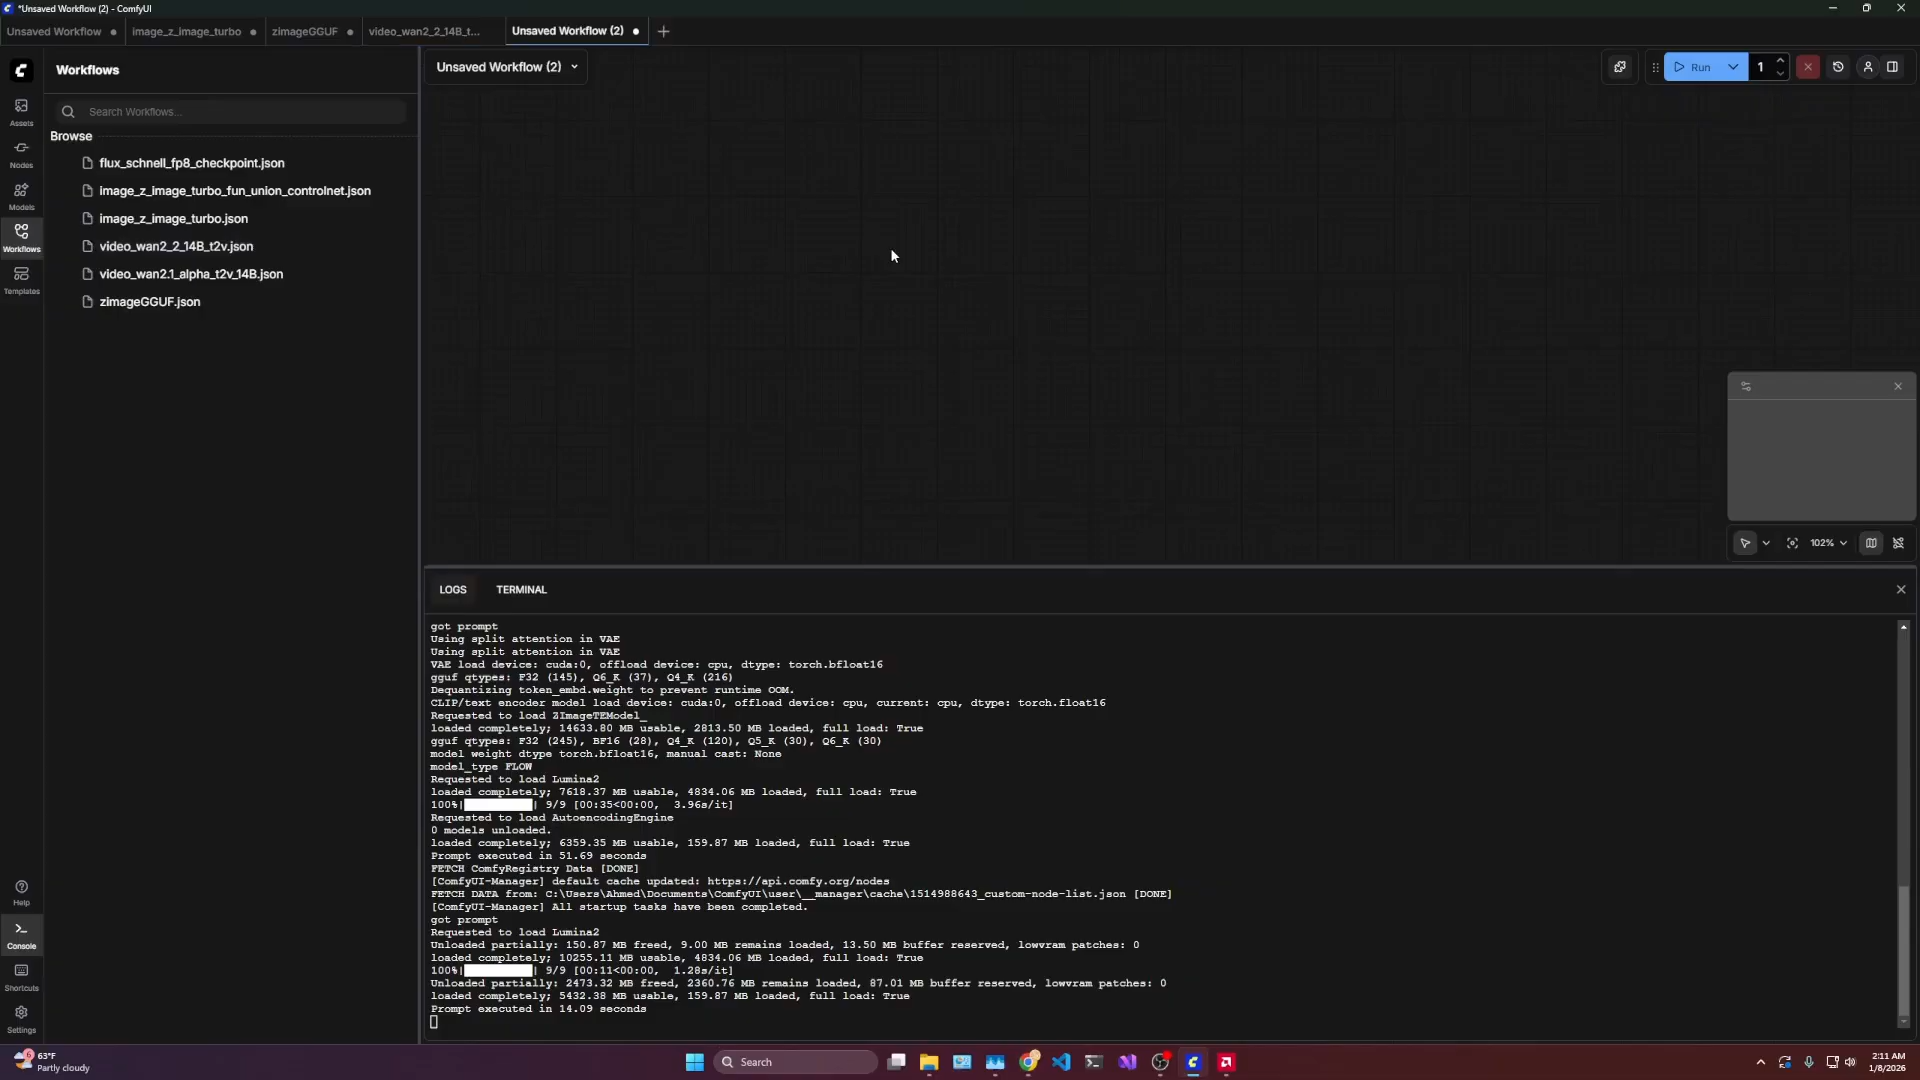 *Unsaved Workflow (2) - ComfyUI
Unsaved Workflow
image_z_image_turbo
zimageGGUF
video_wan2_2_14B_t...
Unsaved Workflow (2)
Workflows
Search Workflows...
Browse
flux_schnell_fp8_checkpoint.json
image_z_image_turbo_fun_union_controlnet.json
image_z_image_turbo.json
video_wan2_2_14B_t2v.json
video_wan2.1_alpha_t2v_14B.json
zimageGGUF.json
Assets
Nodes
Models
Workflows
Templates
Help
Console
Shortcuts
Settings
Unsaved Workflow (2)
Run
1
102%
LOGS
TERMINAL
got prompt
Using split attention in VAE
Using split attention in VAE
VAE load device: cuda:0, offload device: cpu, dtype: torch.bfloat16
gguf qtypes: F32 (145), Q6_K (37), Q4_K (216)
Dequantizing token_embd.weight to prevent runtime OOM.
CLIP/text encoder model load device: cuda:0, offload device: cpu, current: cpu, dtype: torch.float16
Requested to load ZImageTEModel_
loaded completely; 14633.80 MB usable, 2813.50 MB loaded, full load: True
gguf qtypes: F32 (245), BF16 (28), Q4_K (120), Q5_K (30), Q6_K (30)
model weight dtype torch.bfloat16, manual cast: None
model_type FLOW
Requested to load Lumina2
loaded completely; 7618.37 MB usable, 4834.06 MB loaded, full load: True
100%|██████████| 9/9 [00:35<00:00,  3.96s/it]
Requested to load AutoencodingEngine
0 models unloaded.
loaded completely; 6359.35 MB usable, 159.87 MB loaded, full load: True
Prompt executed in 51.69 seconds
FETCH ComfyRegistry Data [DONE]
[ComfyUI-Manager] default cache updated: https://api.comfy.org/nodes
FETCH DATA from: C:\Users\Ahmed\Documents\ComfyUI\user\__manager\cache\1514988643_custom-node-list.json [DONE]
[ComfyUI-Manager] All startup tasks have been completed.
got prompt
Requested to load Lumina2
Unloaded partially: 150.87 MB freed, 9.00 MB remains loaded, 13.50 MB buffer reserved, lowvram patches: 0
loaded completely; 10255.11 MB usable, 4834.06 MB loaded, full load: True
100%|██████████| 9/9 [00:11<00:00,  1.28s/it]
Unloaded partially: 2473.32 MB freed, 2360.76 MB remains loaded, 87.01 MB buffer reserved, lowvram patches: 0
loaded completely; 5432.38 MB usable, 159.87 MB loaded, full load: True
Prompt executed in 14.09 seconds
63°F
Partly cloudy
Search
2:11 AM
1/8/2026